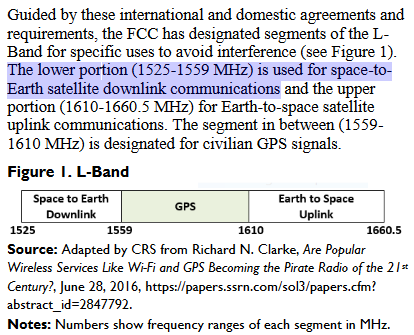 Guided by these international and domestic agreements and
requirements, the FCC has designated segments of the L-
Band for specific uses to avoid interference (see Figure 1).
The lower portion (1525-1559 MHz) is used for space-to-
Earth satellite downlink communications and the upper
portion (1610-1660.5 MHz) for Earth-to-space satellite
uplink communications. The segment in between (1559-
1610 MHz) is designated for civilian GPS signals.
Figure 1. L-Band
Space to Earth
Downlink
GPS
Earth to Space
Uplink
1525 1559 1610 1660.5
Source: Adapted by CRS from Richard N. Clarke, Are Popular
Wireless Services Like Wi-Fi and GPS Becoming the Pirate Radio of the 21st
Century?, June 28, 2016, https://papers.ssrn.com/sol3/papers.cfm?
abstract_id=2847792.
Notes: Numbers show frequency ranges of each segment in MHz.